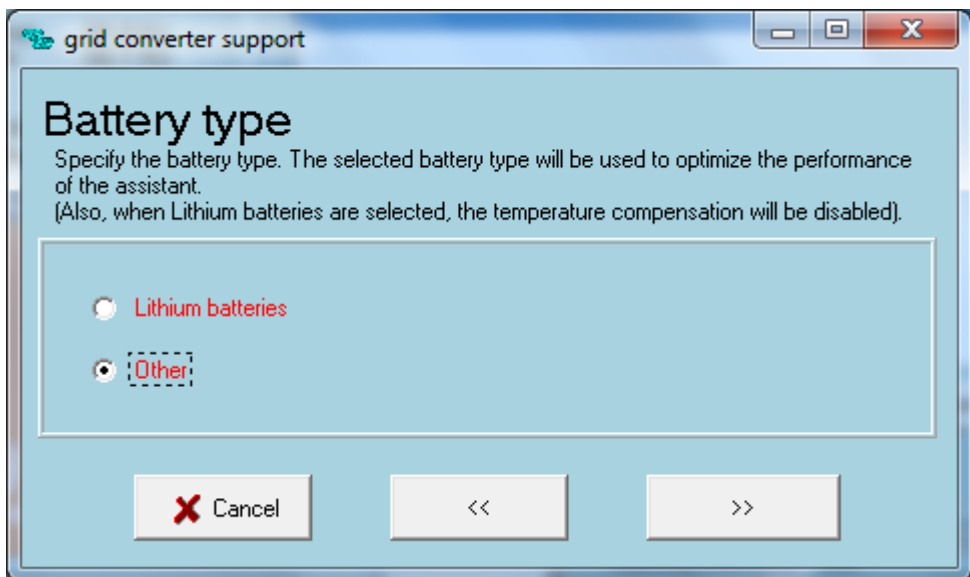 grid converter support
Battery type
Specify the battery type. The selected battery type will be used to optimize the performance
of the assistant.
(Also, when Lithium batteries are selected, the temperature compensation will be disabled).
Lithium batteries
Other
Cancel
<<
>>